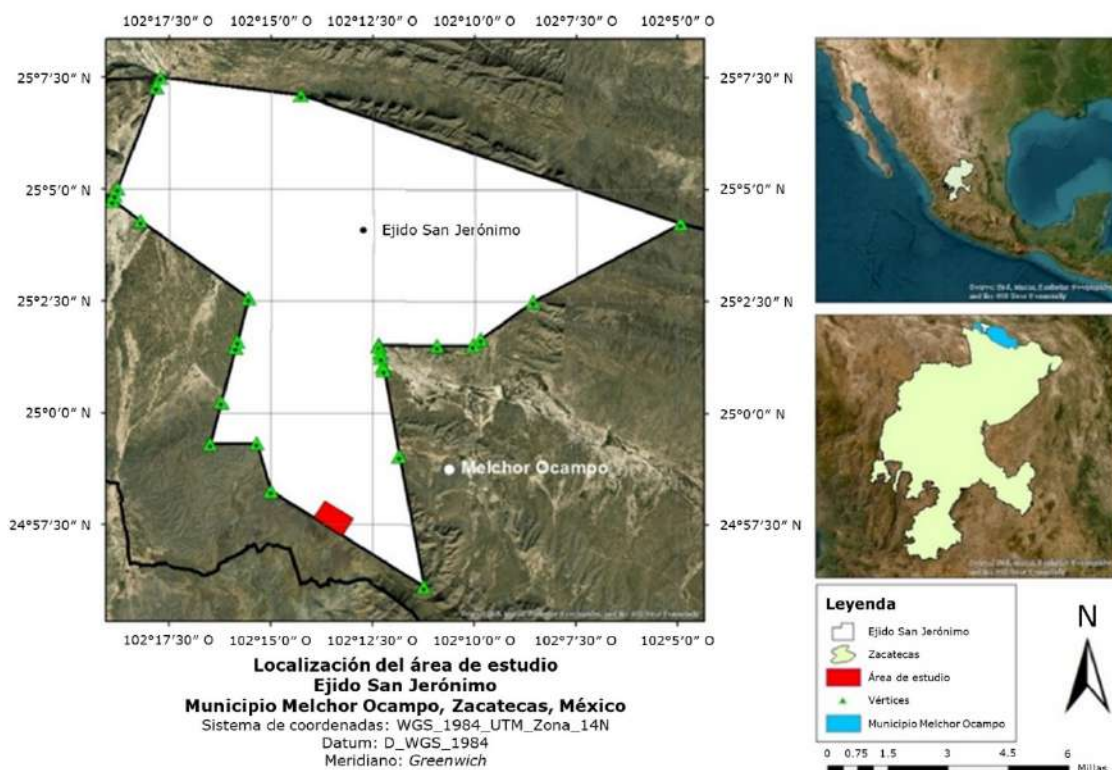 102°17'30" O 102°15'0" O 102°12'30" O 102°10'0" O 102°7'30" O 102°5'0" O
25°7'30" N 25°7'30" N
25°5'0" N 25°5'0" N
Ejido San Jerónimo
25°2'30" N 25°2'30" N
25°0'0" N 25°0'0" N
Melchor Ocampo
24°57'30" N 24°57'30" N
102°17'30" O 102°15'0" O 102°12'30" O 102°10'0" O 102°7'30" O 102°5'0" O
Localización del área de estudio
Ejido San Jerónimo
Municipio Melchor Ocampo, Zacatecas, México
Sistema de coordenadas: WGS_1984_UTM_Zona_14N
Datum: D_WGS_1984
Meridiano: Greenwich
Leyenda
Ejido San Jerónimo
Zacatecas
Área de estudio
Vértices
Municipio Melchor Ocampo
N
0 0.75 1.5 3 4.5 6
Millas